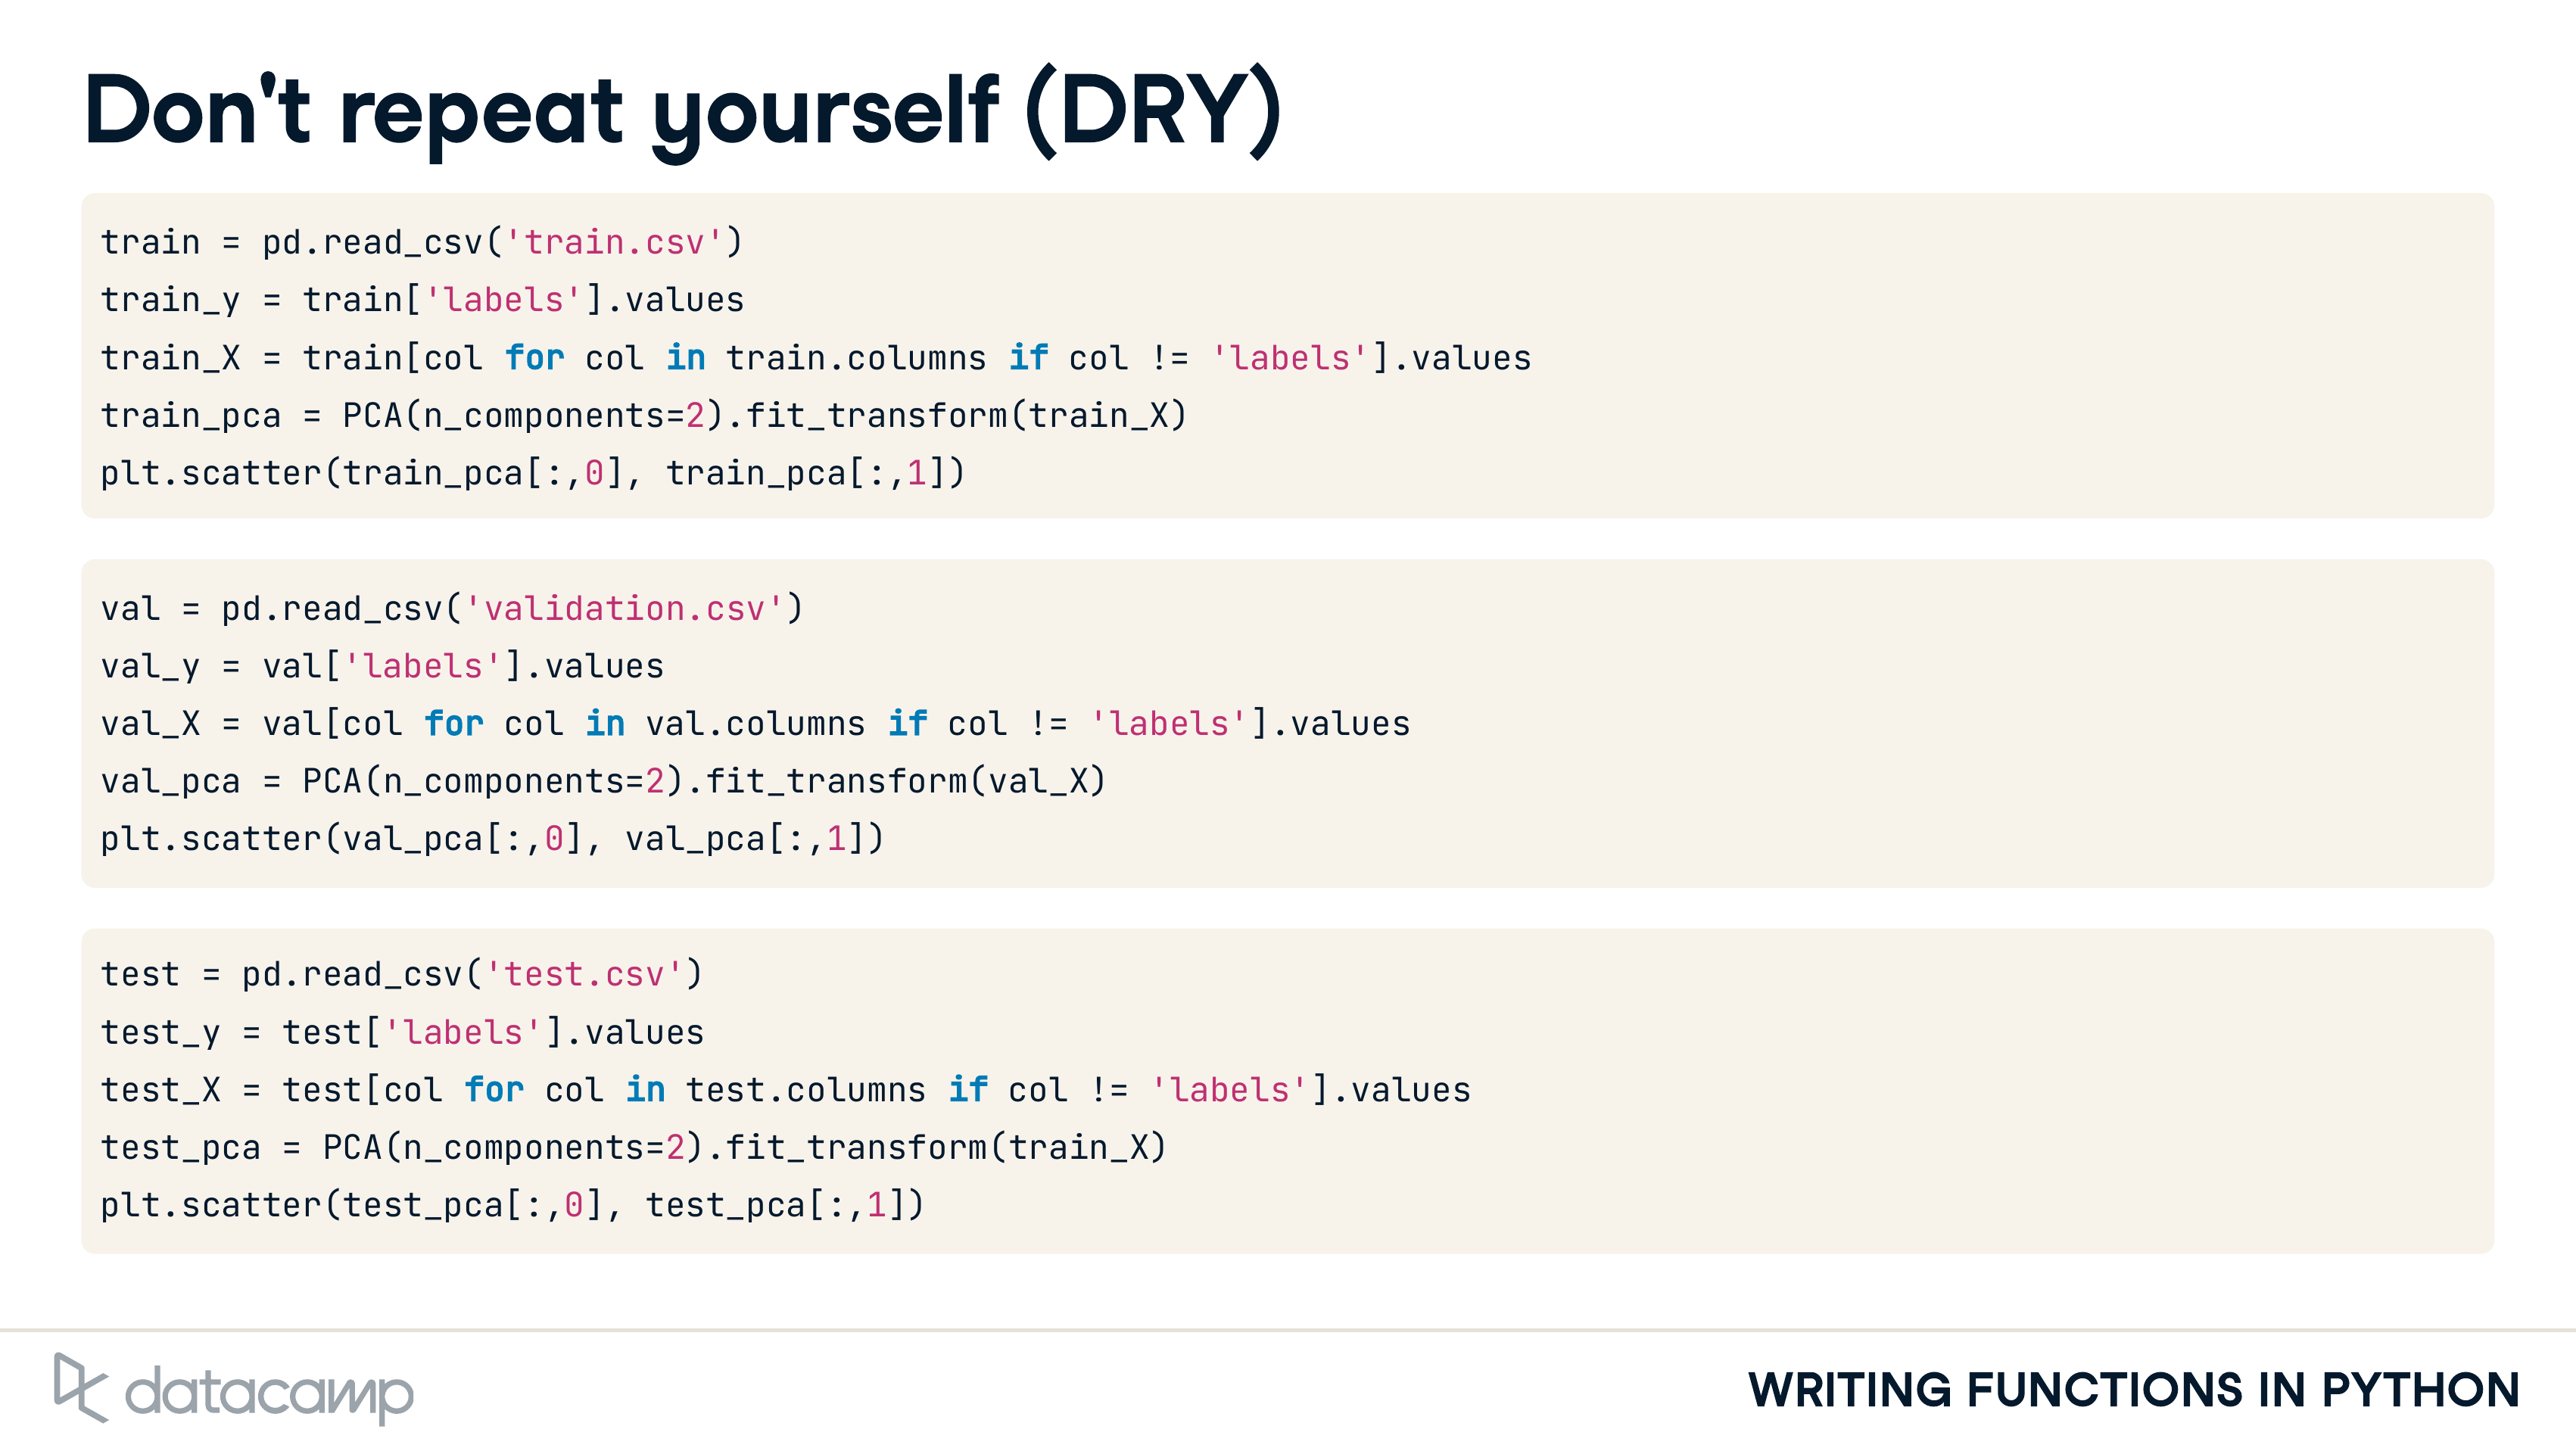 Don't repeat yourself (DRY)
train = pd.read_csv('train.csv')
train_y = train['labels'].values
train_X = train[col for col in train.columns if col != 'labels'].values
train_pca = PCA(n_components=2).fit_transform(train_X)
plt.scatter(train_pca[:,0], train_pca[:,1])
val = pd.read_csv('validation.csv')
val_y = val['labels'].values
val_X = val[col for col in val.columns if col != 'labels'].values
val_pca = PCA(n_components=2).fit_transform(val_X)
plt.scatter(val_pca[:,0], val_pca[:,1])
test = pd.read_csv('test.csv')
test_y = test['labels'].values
test_X = test[col for col in test.columns if col != 'labels'].values
test_pca = PCA(n_components=2).fit_transform(train_X)
plt.scatter(test_pca[:,0], test_pca[:,1])
datacamp
WRITING FUNCTIONS IN PYTHON